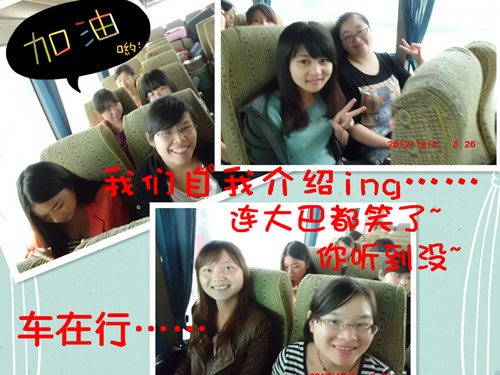 加油
哟!
我们自我介绍ing……
连大巴都笑了~
你听到没~
车在行……